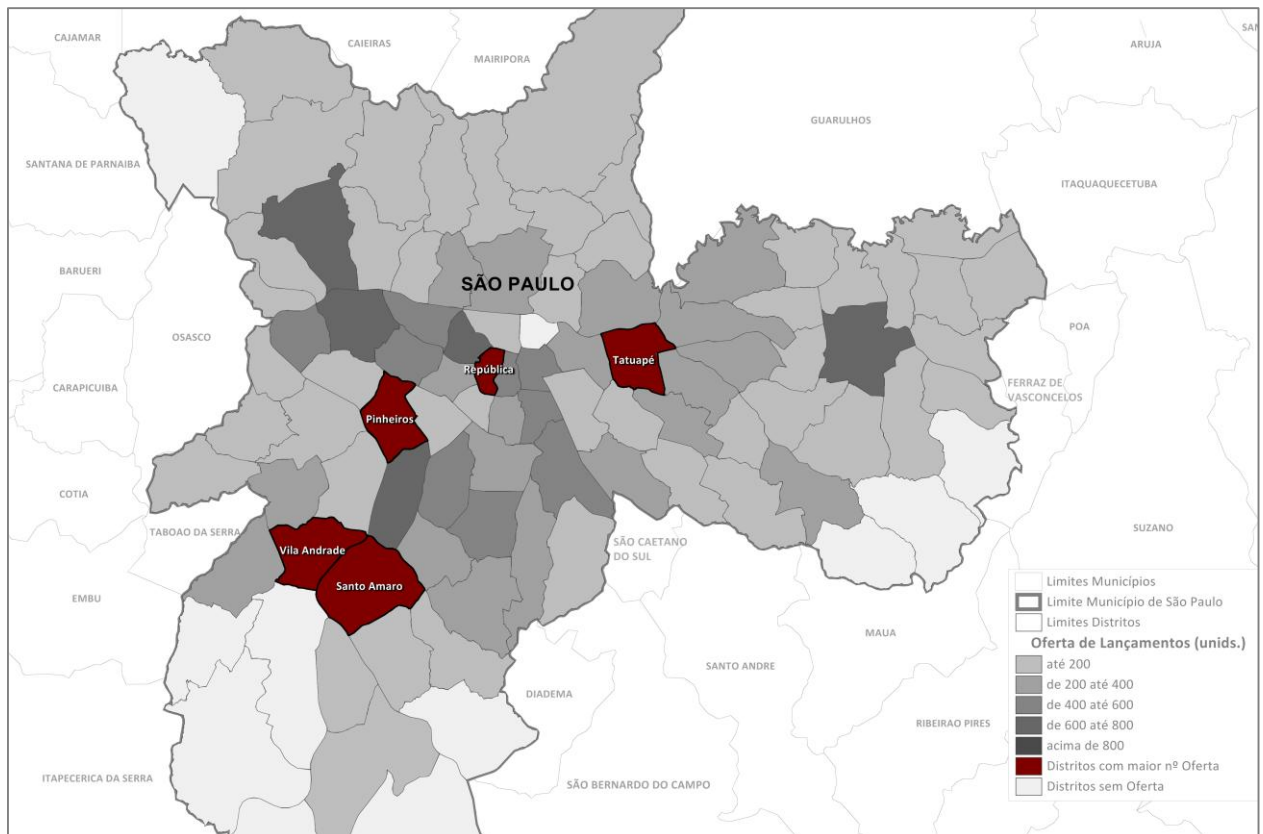 CAJAMAR
CAIEIRAS
MAIRIPORA
ARUJA
SAN
GUARULHOS
SANTANA DE PARNAIBA
ITAQUAQUECETUBA
BARUERI
SÃO PAULO
OSASCO
POA
República
Tatuapé
CARAPICUIBA
FERRAZ DE
VASCONCELOS
Pinheiros
COTIA
TABOAO DA SERRA
SUZANO
SÃO CAETANO
DO SUL
Vila Andrade
Santo Amaro
EMBU
MAUA
SANTO ANDRE
DIADEMA
RIBEIRAO PIRES
ITAPECERICA DA SERRA
SÃO BERNARDO DO CAMPO
Limites Municípios
Limite Município de São Paulo
Limites Distritos
Oferta de Lançamentos (unids.)
até 200
de 200 até 400
de 400 até 600
de 600 até 800
acima de 800
Distritos com maior nº Oferta
Distritos sem Oferta